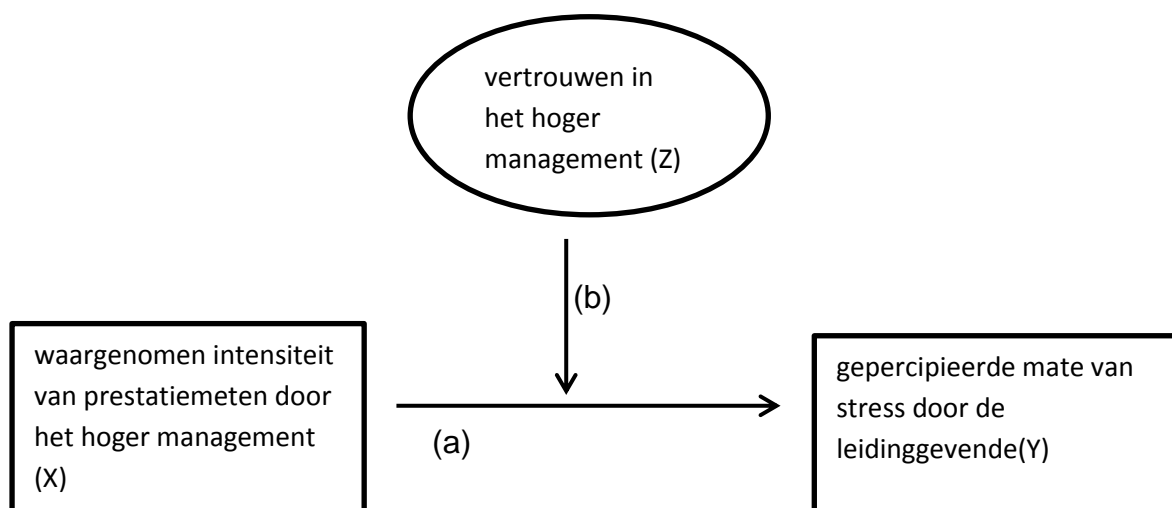 vertrouwen in
het hoger
management (Z)
(b)
waargenomen intensiteit
van prestatiemeten door
het hoger management
(X)
(a)
gepercipieerde mate van
stress door de
leidinggevende(Y)